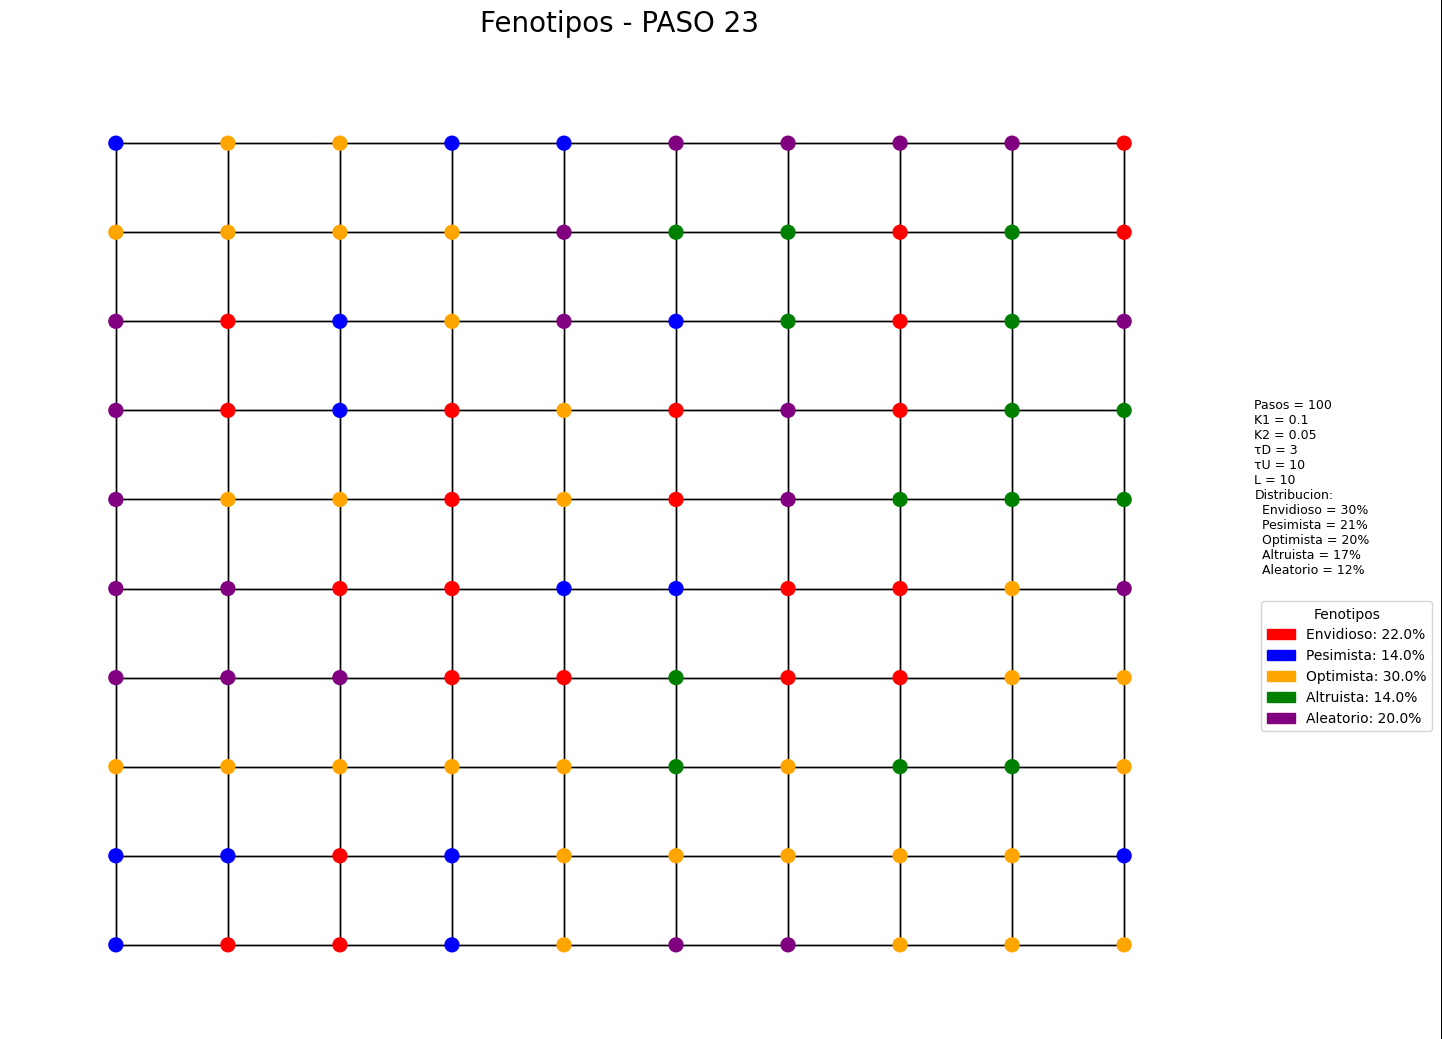 Fenotipos - PASO 23
Pasos = 100
K1 = 0.1
K2 = 0.05
τD = 3
τU = 10
L = 10
Distribucion:
Envidioso = 30%
Pesimista = 21%
Optimista = 20%
Altruista = 17%
Aleatorio = 12%
Fenotipos
Envidioso: 22.0%
Pesimista: 14.0%
Optimista: 30.0%
Altruista: 14.0%
Aleatorio: 20.0%